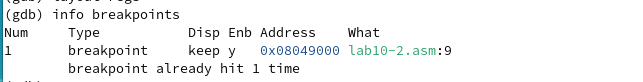 (gdb) info breakpoints
Num     Type           Disp Enb Address    What
1       breakpoint     keep y   0x08049000 lab10-2.asm:9
        breakpoint already hit 1 time